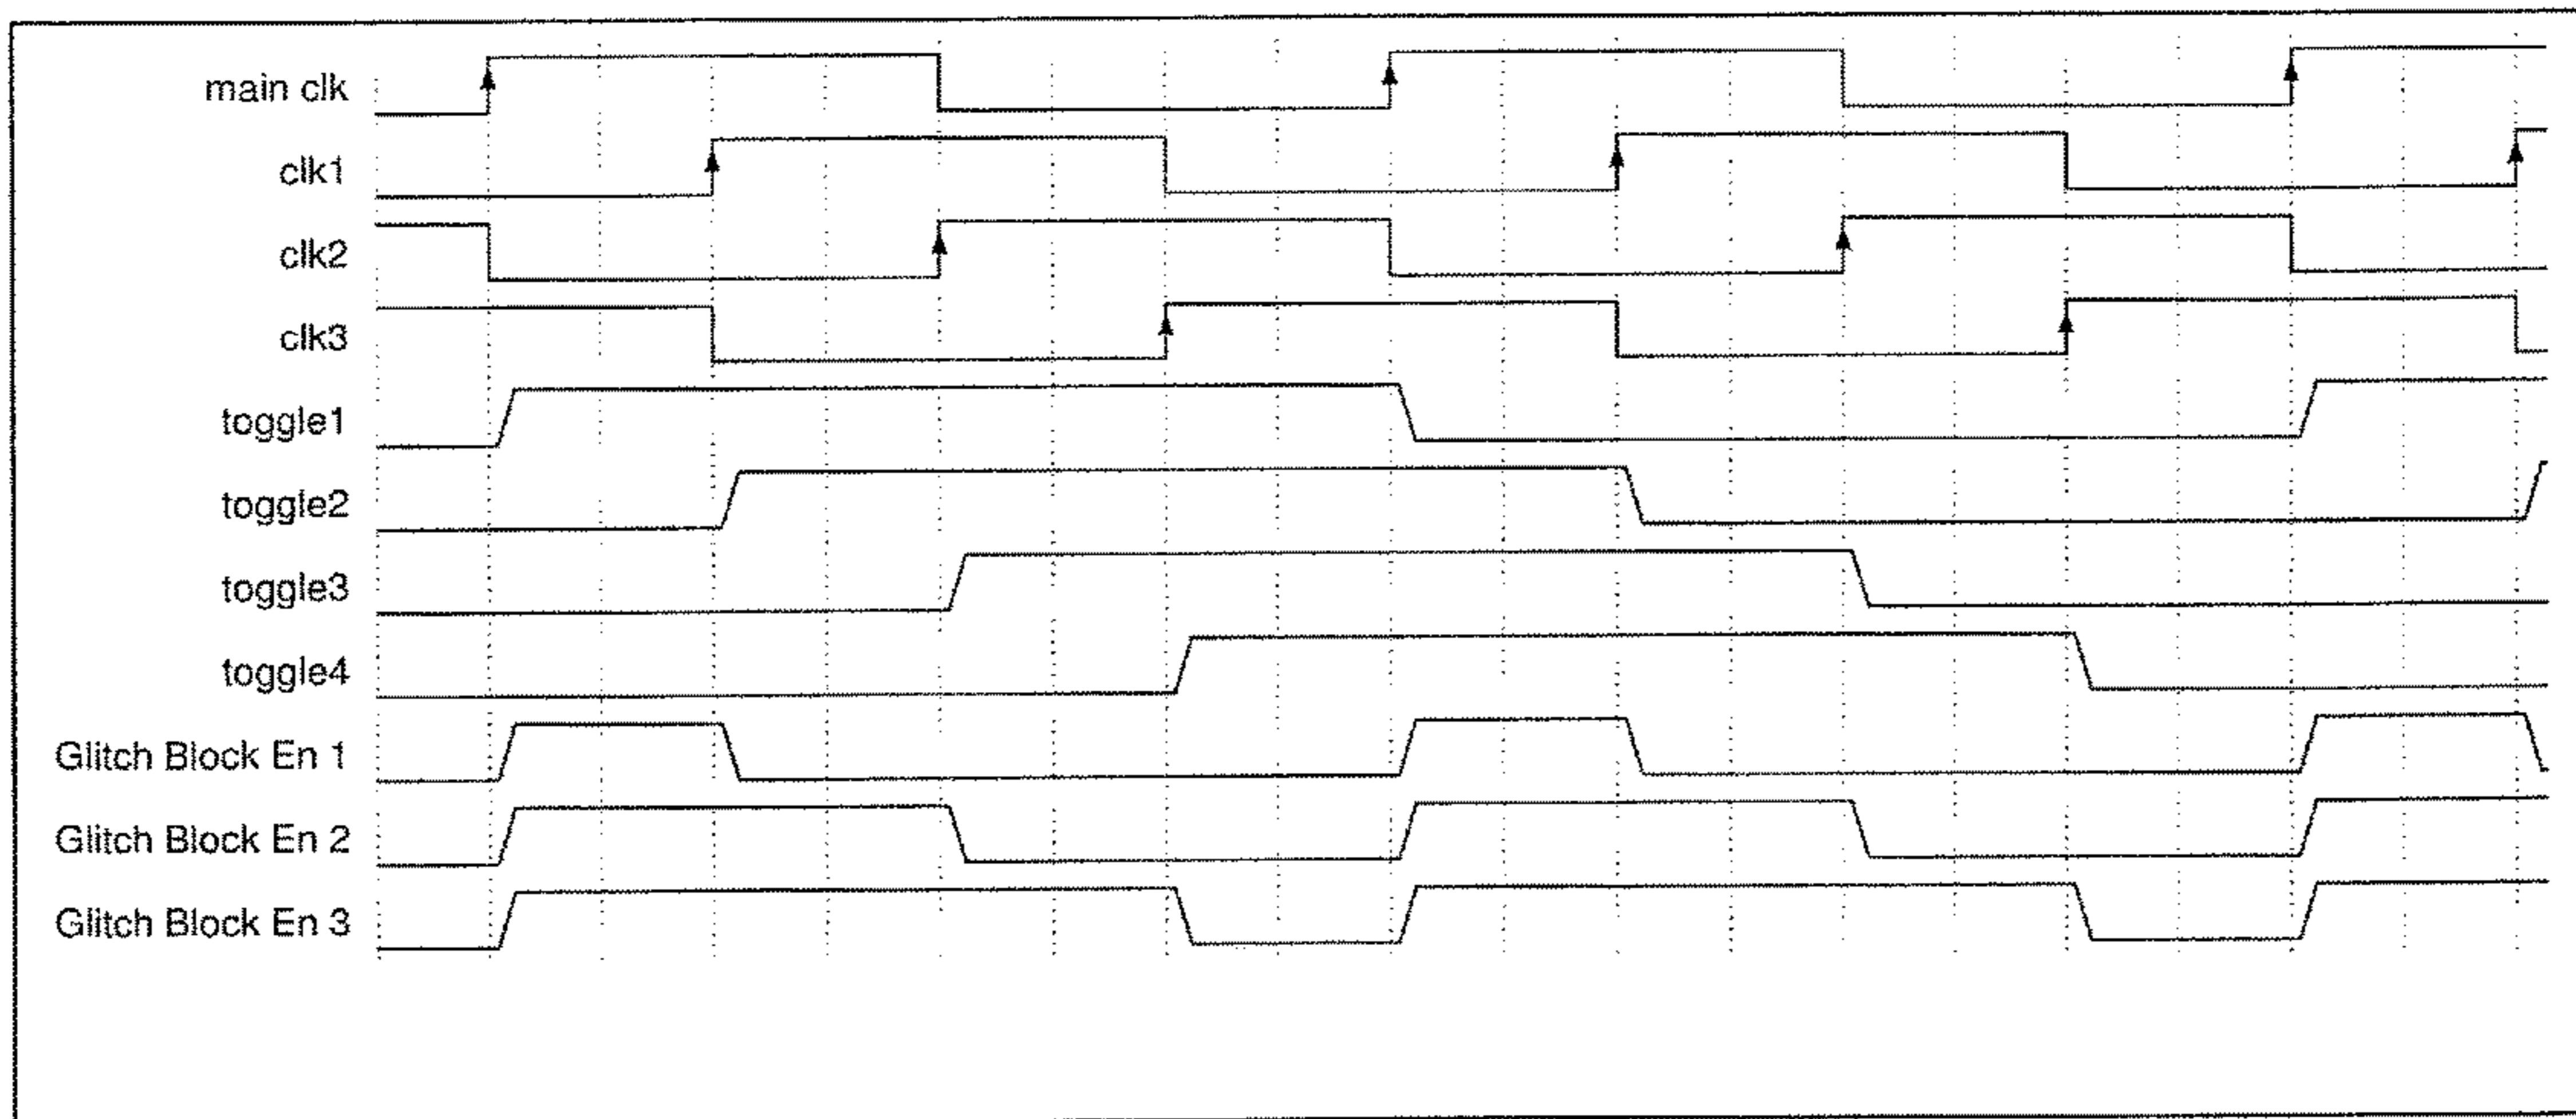 main clk
clk1
clk2
clk3
toggle1
toggle2
toggle3
toggle4
Glitch Block En 1
Glitch Block En 2
Glitch Block En 3